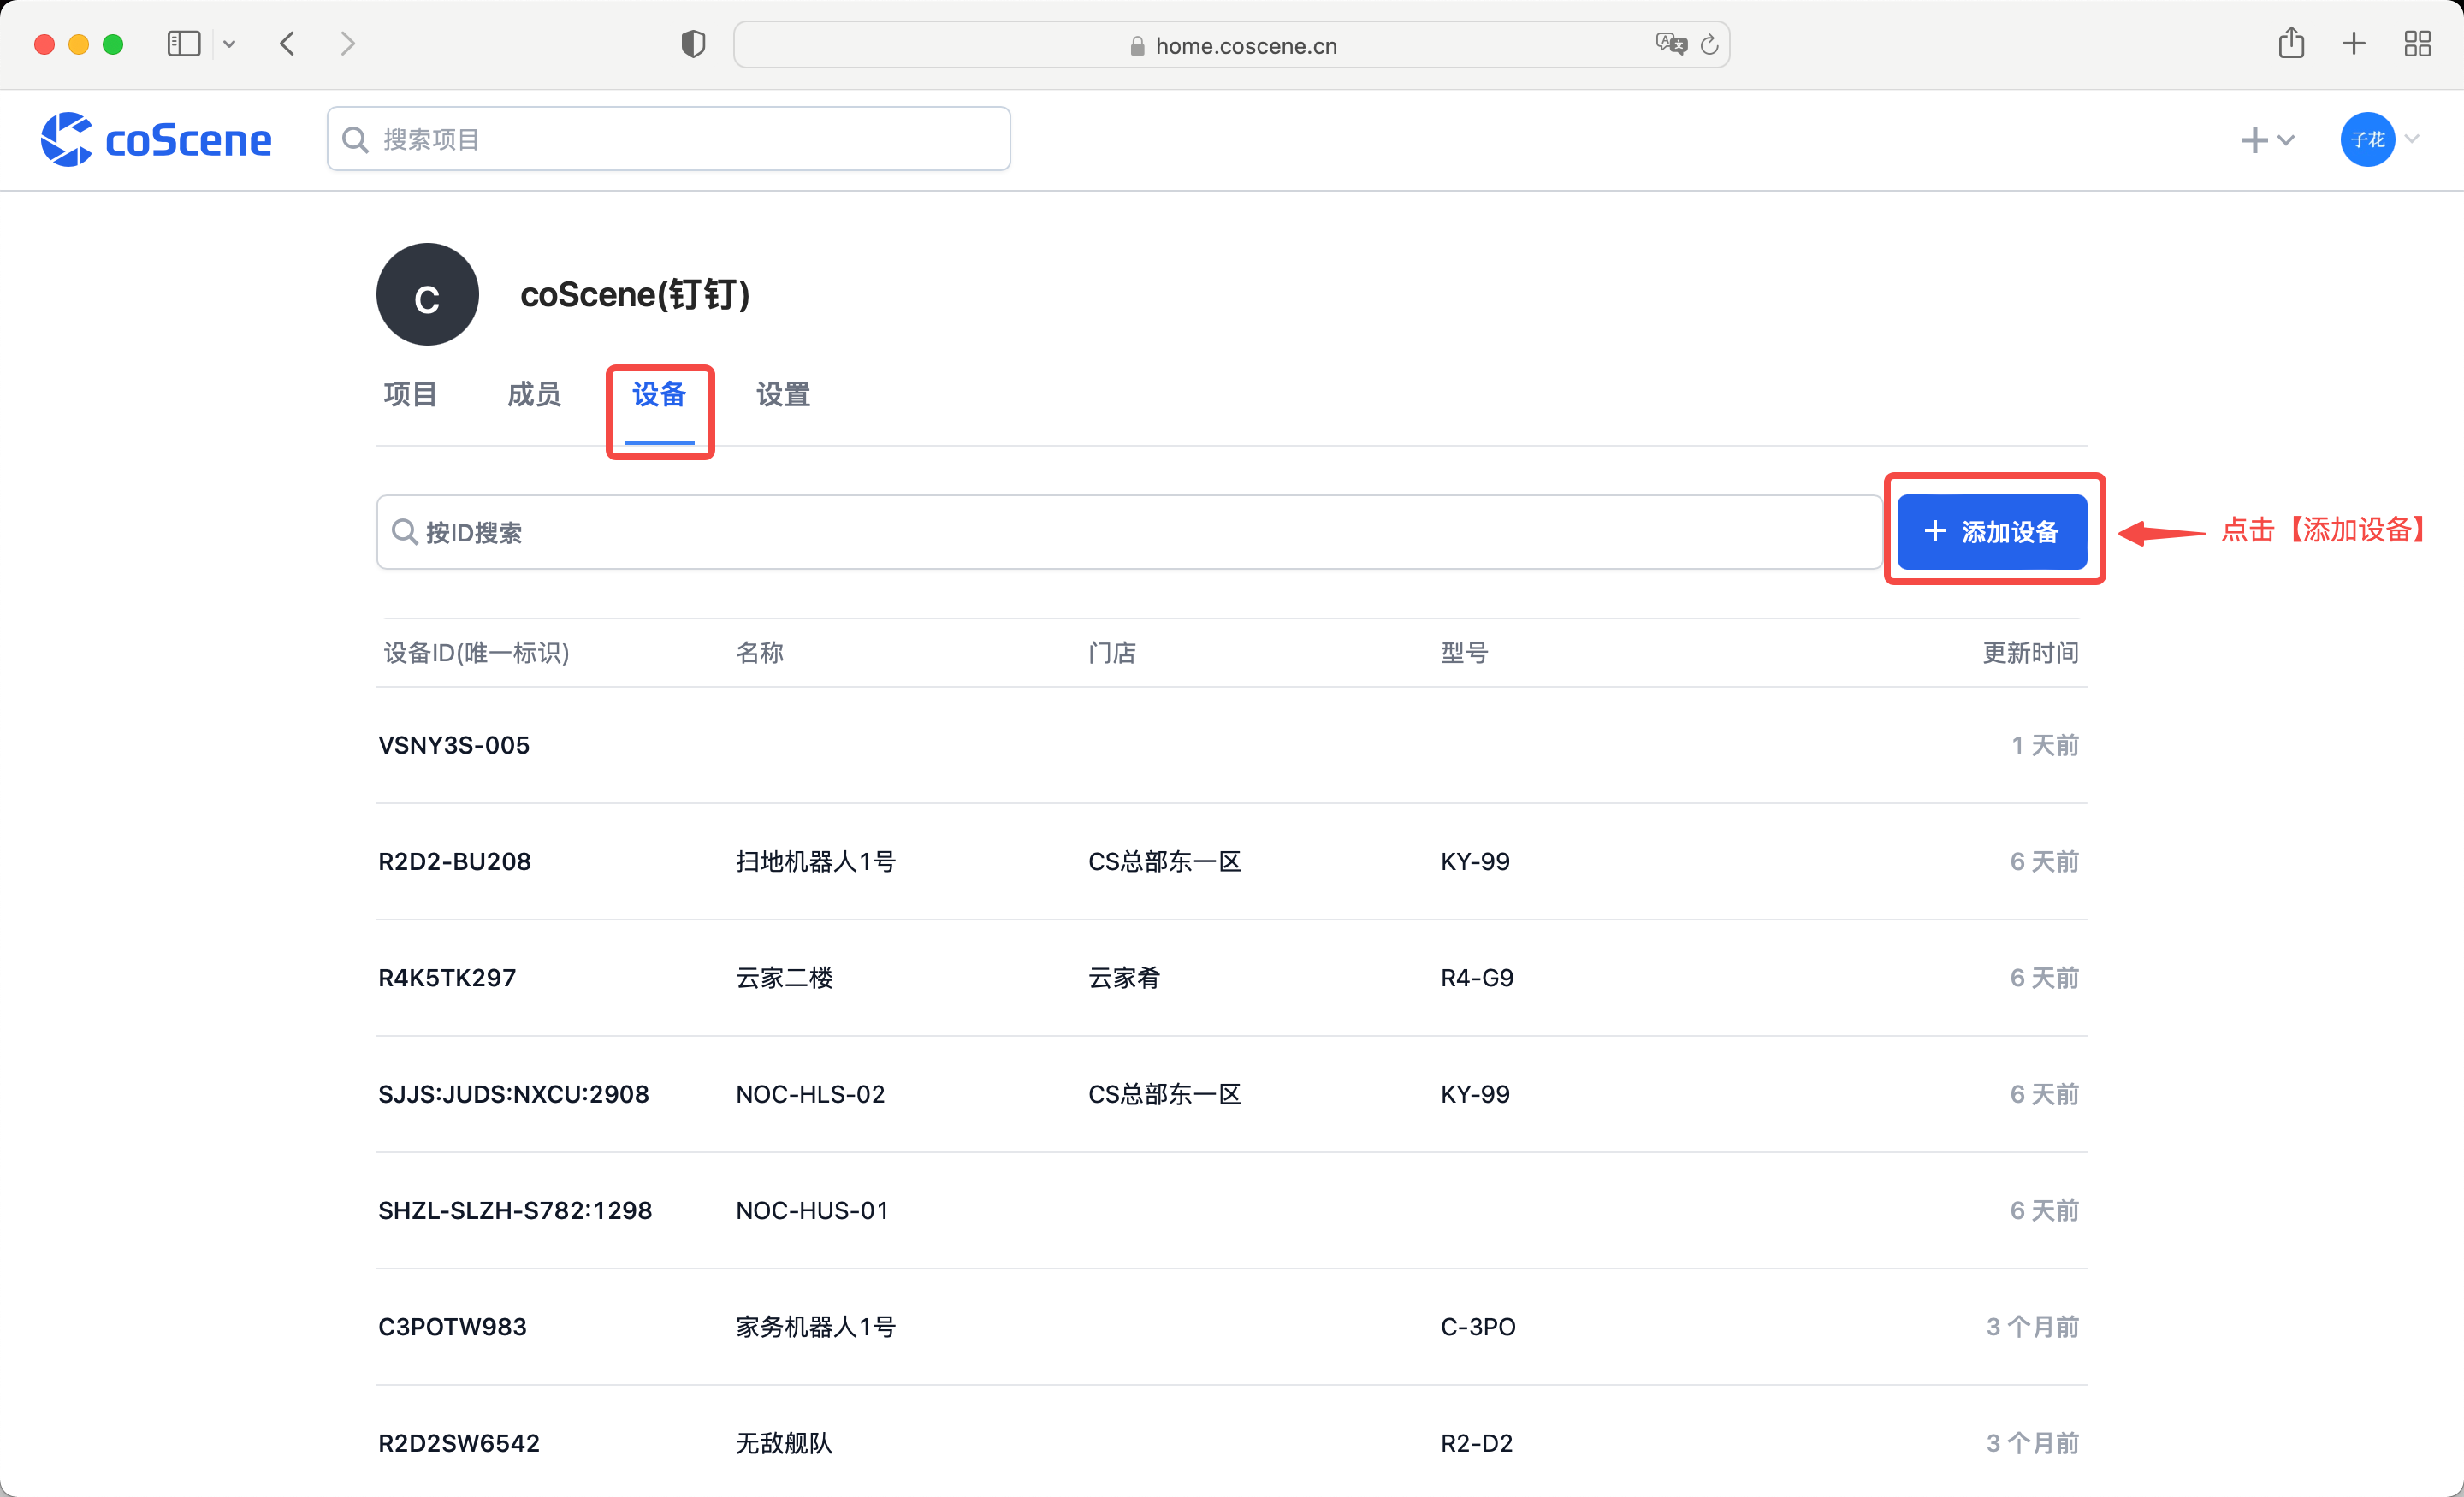 home.coscene.cn
coScene
搜索项目
子花
C
coScene(钉钉)
项目
成员
设备
设置
按ID搜索
添加设备
点击【添加设备】
设备ID(唯一标识) 名称 门店 型号 更新时间
VSNY3S-005 1 天前
R2D2-BU208 扫地机器人1号 CS总部东一区 KY-99 6 天前
R4K5TK297 云家二楼 云家肴 R4-G9 6 天前
SJJS:JUDS:NXCU:2908 NOC-HLS-02 CS总部东一区 KY-99 6 天前
SHZL-SLZH-S782:1298 NOC-HUS-01 6 天前
C3POTW983 家务机器人1号 C-3PO 3 个月前
R2D2SW6542 无敌舰队 R2-D2 3 个月前